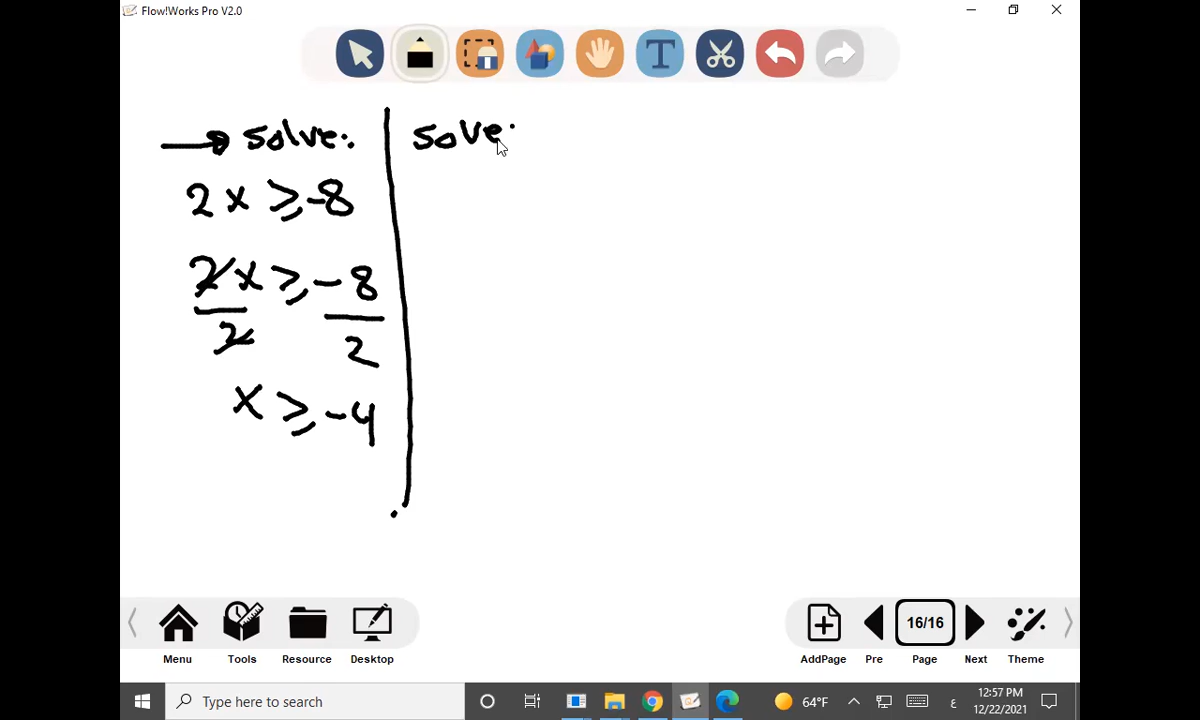 Flow!Works Pro V2.0
T
→ solve:
2x ≥ -8
2x ≥ -8
2 2
x ≥ -4
solve:
Menu
Tools
Resource
Desktop
AddPage
Pre
16/16
Page
Next
Theme
Type here to search
64°F
ع
12:57 PM
12/22/2021